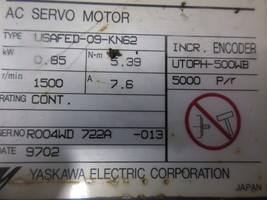 AC SERVO MOTOR
TYPE USAFED-09-KN62 INCR. ENCODER
kW 0.85 N·m 5.39 UTOPH-500WB
r/min 1500 A 7.6 5000 P/r
RATING CONT.
SER.NO R004WD 722A -013
DATE 9702
YASKAWA ELECTRIC CORPORATION
JAPAN